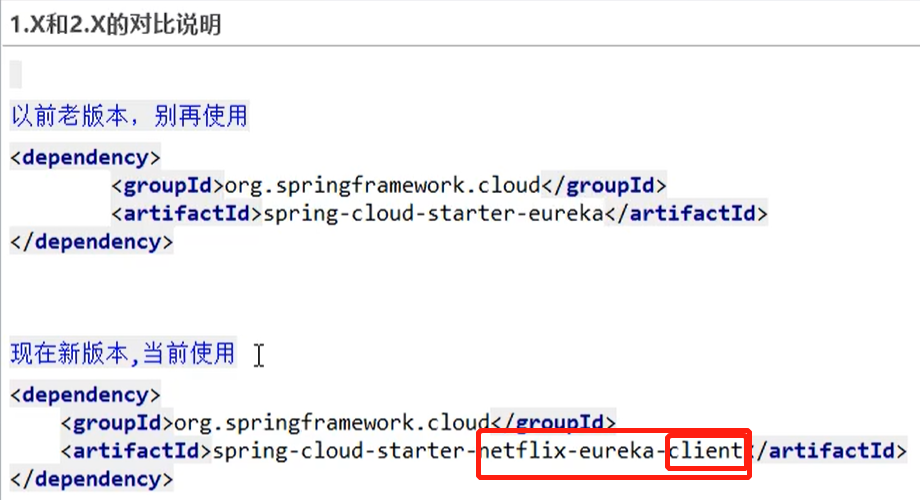 1.X和2.X的对比说明
以前老版本，别再使用
<dependency>
<groupId>org.springframework.cloud</groupId>
<artifactId>spring-cloud-starter-eureka</artifactId>
</dependency>
现在新版本,当前使用
<dependency>
<groupId>org.springframework.cloud</groupId>
<artifactId>spring-cloud-starter-netflix-eureka-client</artifactId>
</dependency>